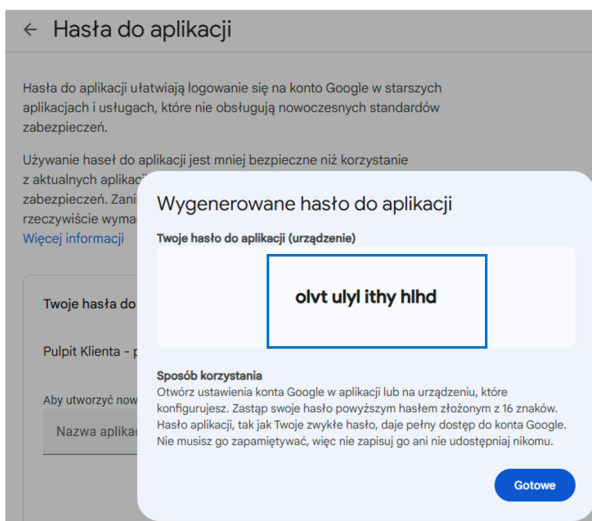 Hasła do aplikacji
Hasła do aplikacji ułatwiają logowanie się na konto Google w starszych
aplikacjach i usługach, które nie obsługują nowoczesnych standardów
zabezpieczeń.
Używanie haseł do aplikacji jest mniej bezpieczne niż korzystanie
z aktualnych aplikac
zabezpieczeń. Zani
rzeczywiście wyma
Więcej informacji
Twoje hasła do
Pulpit Klienta - p
Aby utworzyć now
Nazwa aplikac
Wygenerowane hasło do aplikacji
Twoje hasło do aplikacji (urządzenie)
olvt ulyl ithy hlhd
Sposób korzystania
Otwórz ustawienia konta Google w aplikacji lub na urządzeniu, które
konfigurujesz. Zastąp swoje hasło powyższym hasłem złożonym z 16 znaków.
Hasło aplikacji, tak jak Twoje zwykłe hasło, daje pełny dostęp do konta Google.
Nie musisz go zapamiętywać, więc nie zapisuj go ani nie udostępniaj nikomu.
Gotowe